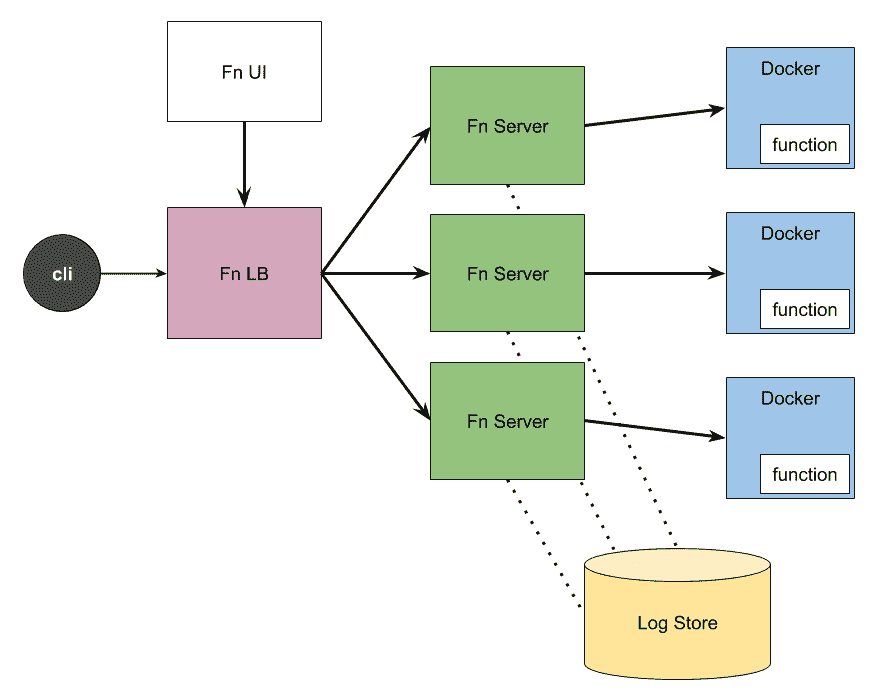 Fn UI
cli
Fn LB
Fn Server
Fn Server
Fn Server
Docker
function
Docker
function
Docker
function
Log Store